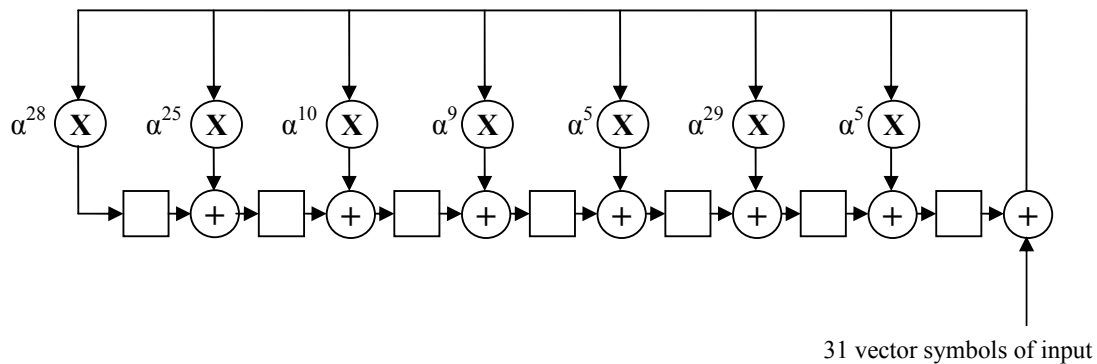 α²⁸ X α²⁵ X α¹⁰ X α⁹ X α⁵ X α²⁹ X α⁵ X
+ + + + + + +
31 vector symbols of input